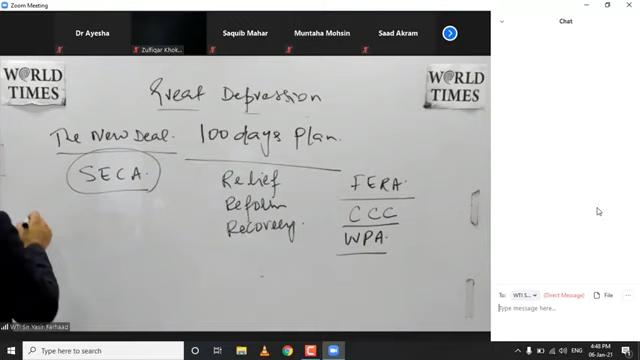 Zoom Meeting
Dr Ayesha
Zulfiqar Khok...
Saquib Mahar
Muntaha Mohsin
Saad Akram
Chat
W@RLD TIMES
W@RLD TIMES
Great Depression
The New Deal. 100 days plan.
SECA.
Relief
Reform
Recovery.
FERA.
CCC
WPA.
WTI Sir Yasir Farhaad
To: WTI S... (Direct Message) File
Type message here...
Type here to search
4:48 PM
06-Jan-21